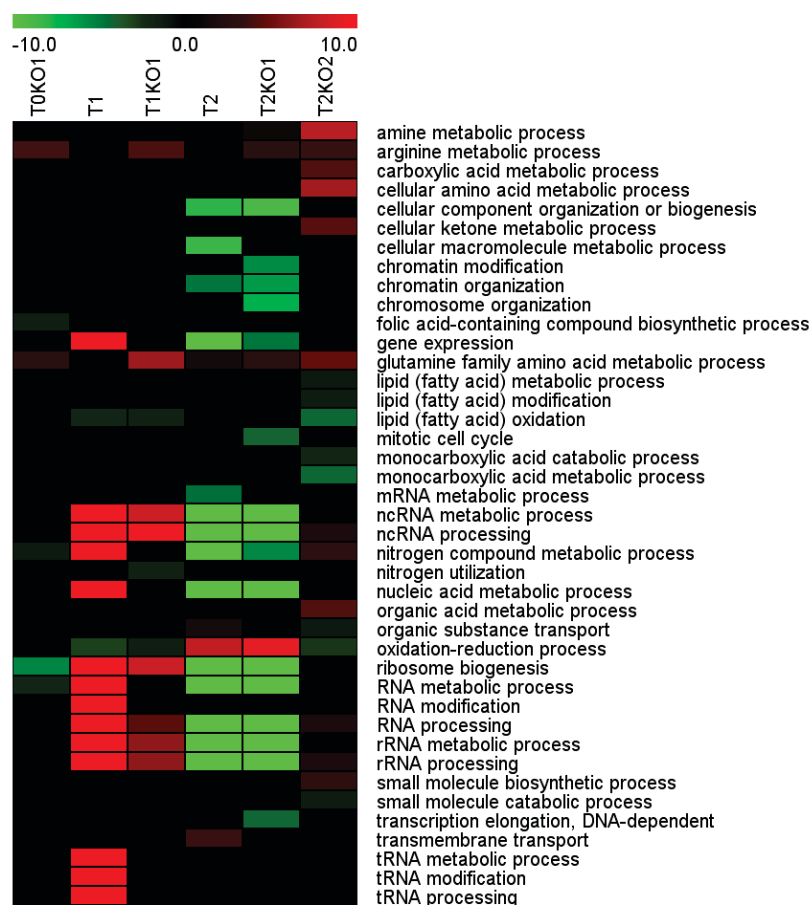 -10.0 0.0 10.0
T0KO1 T1 T1KO1 T2 T2KO1 T2KO2
amine metabolic process
arginine metabolic process
carboxylic acid metabolic process
cellular amino acid metabolic process
cellular component organization or biogenesis
cellular ketone metabolic process
cellular macromolecule metabolic process
chromatin modification
chromatin organization
chromosome organization
folic acid-containing compound biosynthetic process
gene expression
glutamine family amino acid metabolic process
lipid (fatty acid) metabolic process
lipid (fatty acid) modification
lipid (fatty acid) oxidation
mitotic cell cycle
monocarboxylic acid catabolic process
monocarboxylic acid metabolic process
mRNA metabolic process
ncRNA metabolic process
ncRNA processing
nitrogen compound metabolic process
nitrogen utilization
nucleic acid metabolic process
organic acid metabolic process
organic substance transport
oxidation-reduction process
ribosome biogenesis
RNA metabolic process
RNA modification
RNA processing
rRNA metabolic process
rRNA processing
small molecule biosynthetic process
small molecule catabolic process
transcription elongation, DNA-dependent
transmembrane transport
tRNA metabolic process
tRNA modification
tRNA processing